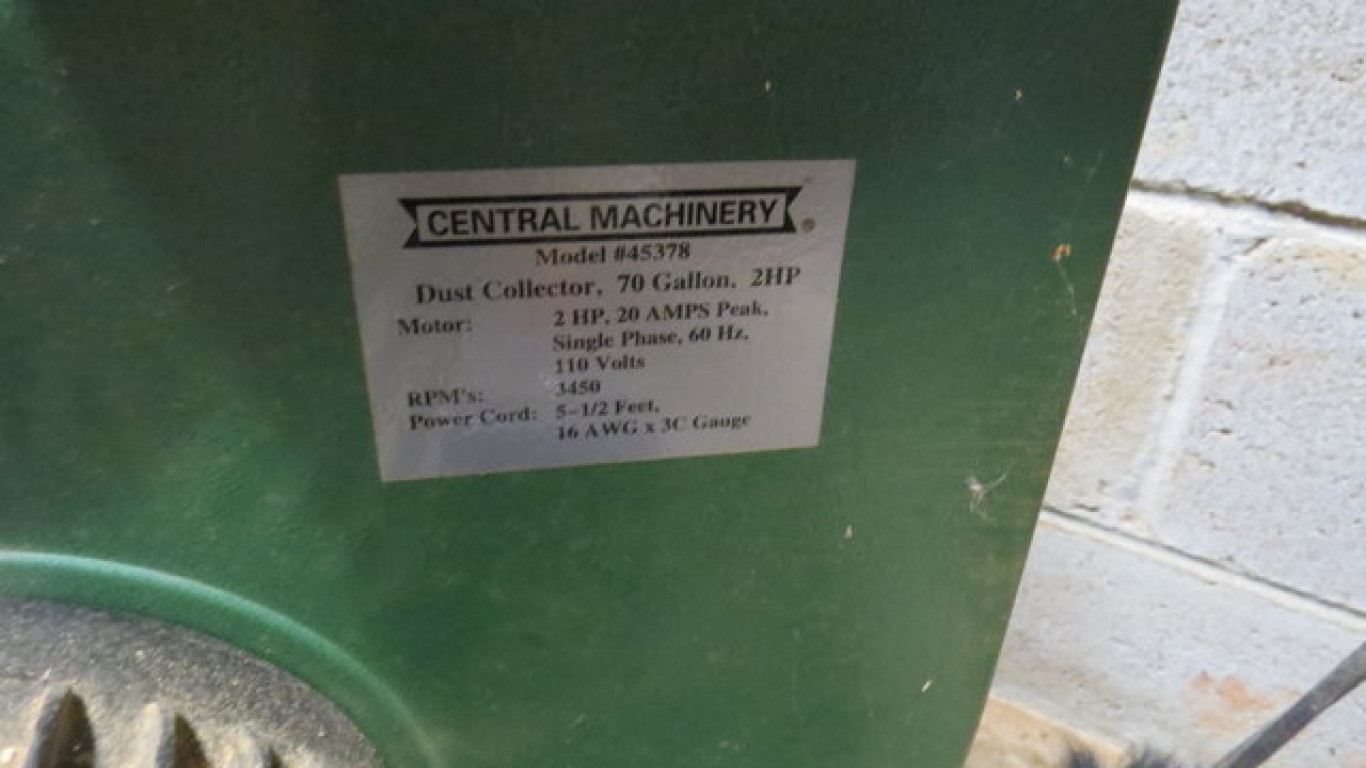 CENTRAL MACHINERY ®
Model #45378
Dust Collector, 70 Gallon, 2HP
Motor: 2 HP, 20 AMPS Peak,
Single Phase, 60 Hz,
110 Volts
RPM's: 3450
Power Cord: 5-1/2 Feet,
16 AWG x 3C Gauge